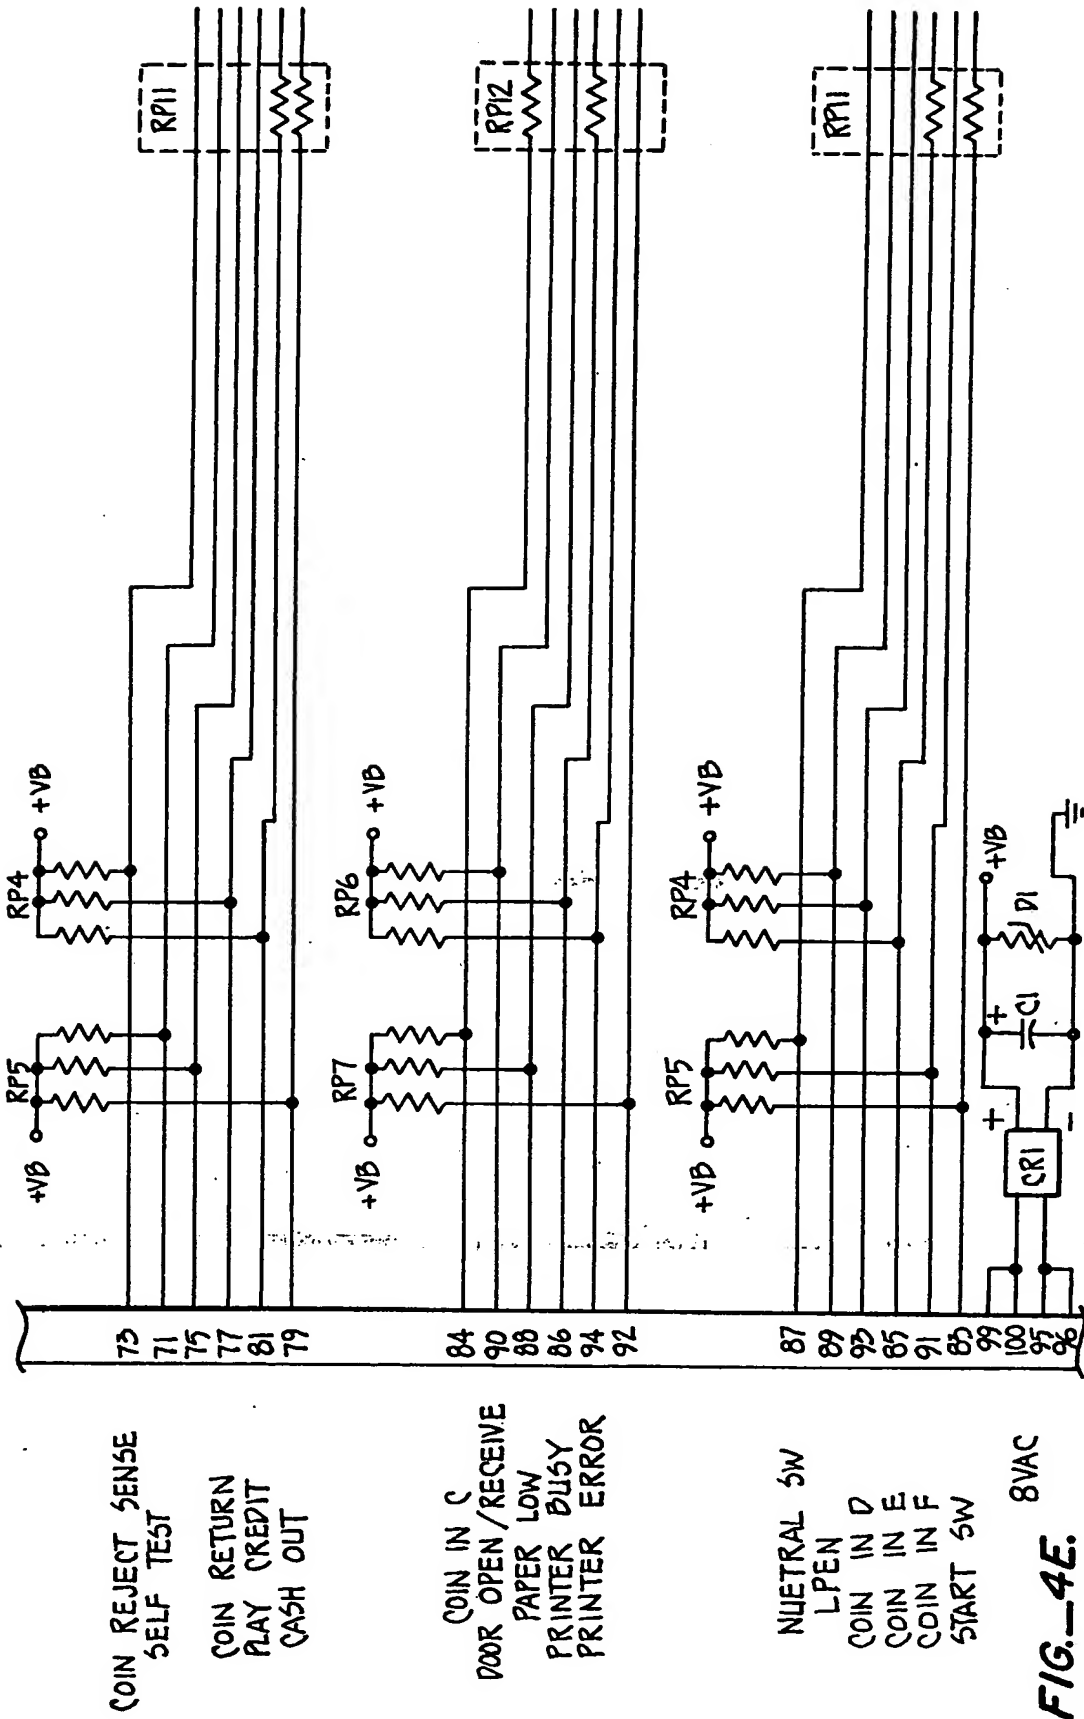 COIN REJECT SENSE
SELF TEST
COIN RETURN
PLAY CREDIT
CASH OUT
73
71
75
77
81
79
+VB
RP5
RP4
+VB
RP11
COIN IN C
DOOR OPEN/RECEIVE
PAPER LOW
PRINTER BUSY
PRINTER ERROR
84
90
88
86
94
92
+VB
RP7
RP6
+VB
RP12
NUETRAL SW
LPEN
COIN IN D
COIN IN E
COIN IN F
START SW
8VAC
87
89
93
85
91
83
99
100
95
96
+VB
RP5
RP4
+VB
RP11
CR1
+
-
+
C1
D1
+VB
FIG._4E.